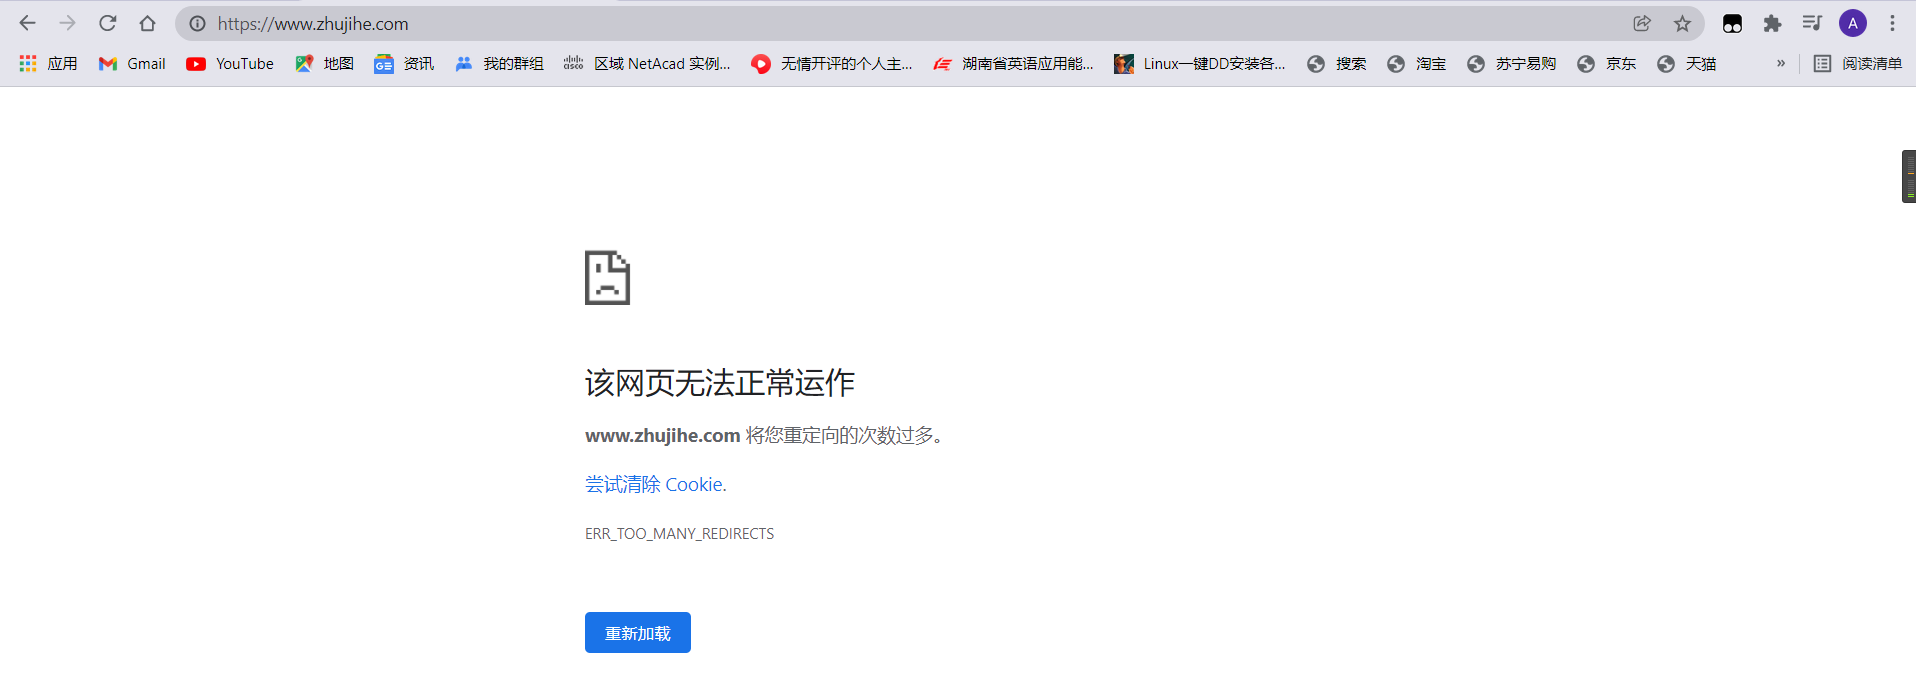 https://www.zhujihe.com
A
应用 Gmail YouTube 地图 资讯 我的群组 区域 NetAcad 实例... 无情开评的个人主... 湖南省英语应用能... Linux一键DD安装各... 搜索 淘宝 苏宁易购 京东 天猫 » 阅读清单
该网页无法正常运作
www.zhujihe.com 将您重定向的次数过多。
尝试清除 Cookie.
ERR_TOO_MANY_REDIRECTS
重新加载